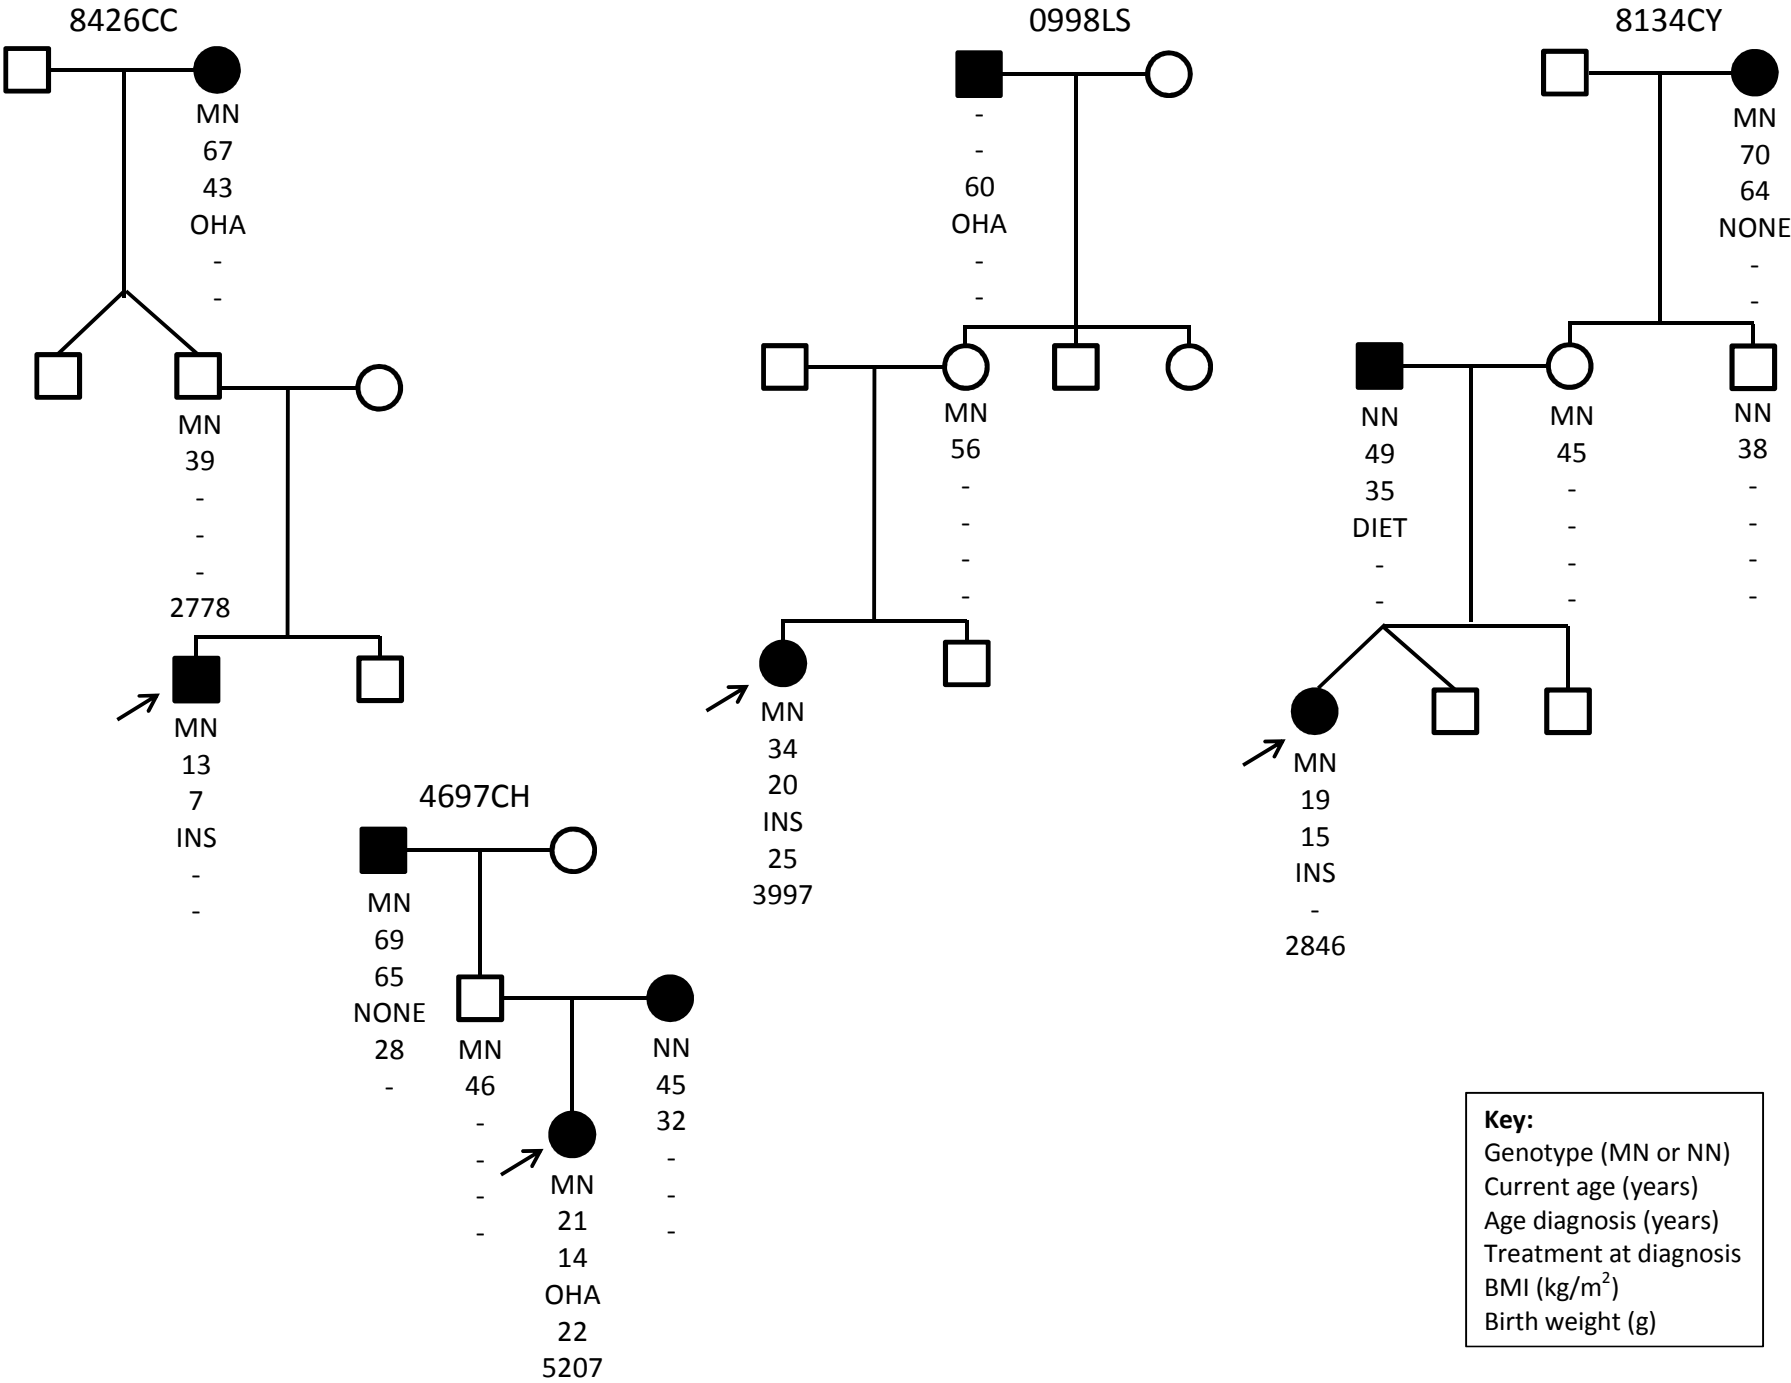 8426CC
MN
67
43
OHA
-
-
MN
39
-
-
-
2778
MN
13
7
INS
-
-
4697CH
MN
69
65
NONE
28
-
MN
46
-
-
-
-
NN
45
32
-
-
-
MN
21
14
OHA
22
5207
0998LS
-
-
60
OHA
-
-
MN
56
-
-
-
-
MN
34
20
INS
25
3997
8134CY
MN
70
64
NONE
-
-
NN
49
35
DIET
-
-
MN
45
-
-
-
-
NN
38
-
-
-
-
MN
19
15
INS
-
2846
Key:
Genotype (MN or NN)
Current age (years)
Age diagnosis (years)
Treatment at diagnosis
BMI (kg/m²)
Birth weight (g)